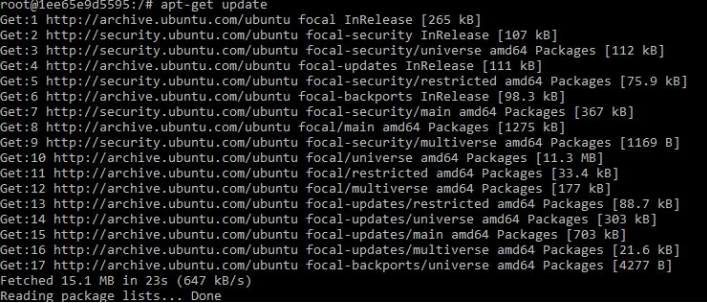 root@1ee65e9d5595:/# apt-get update
Get:1 http://archive.ubuntu.com/ubuntu focal InRelease [265 kB]
Get:2 http://security.ubuntu.com/ubuntu focal-security InRelease [107 kB]
Get:3 http://security.ubuntu.com/ubuntu focal-security/universe amd64 Packages [112 kB]
Get:4 http://archive.ubuntu.com/ubuntu focal-updates InRelease [111 kB]
Get:5 http://security.ubuntu.com/ubuntu focal-security/restricted amd64 Packages [75.9 kB]
Get:6 http://archive.ubuntu.com/ubuntu focal-backports InRelease [98.3 kB]
Get:7 http://security.ubuntu.com/ubuntu focal-security/main amd64 Packages [367 kB]
Get:8 http://archive.ubuntu.com/ubuntu focal/main amd64 Packages [1275 kB]
Get:9 http://security.ubuntu.com/ubuntu focal-security/multiverse amd64 Packages [1169 B]
Get:10 http://archive.ubuntu.com/ubuntu focal/universe amd64 Packages [11.3 MB]
Get:11 http://archive.ubuntu.com/ubuntu focal/restricted amd64 Packages [33.4 kB]
Get:12 http://archive.ubuntu.com/ubuntu focal/multiverse amd64 Packages [177 kB]
Get:13 http://archive.ubuntu.com/ubuntu focal-updates/restricted amd64 Packages [88.7 kB]
Get:14 http://archive.ubuntu.com/ubuntu focal-updates/universe amd64 Packages [303 kB]
Get:15 http://archive.ubuntu.com/ubuntu focal-updates/main amd64 Packages [703 kB]
Get:16 http://archive.ubuntu.com/ubuntu focal-updates/multiverse amd64 Packages [21.6 kB]
Get:17 http://archive.ubuntu.com/ubuntu focal-backports/universe amd64 Packages [4277 B]
Fetched 15.1 MB in 23s (647 kB/s)
Reading package lists... Done